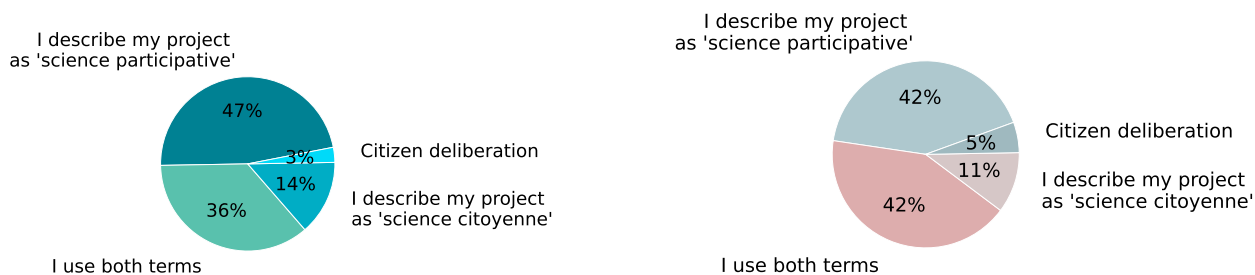 I describe my project
as 'science participative'
47%
3%
Citizen deliberation
14%
I describe my project
as 'science citoyenne'
36%
I use both terms
I describe my project
as 'science participative'
42%
5%
Citizen deliberation
11%
I describe my project
as 'science citoyenne'
42%
I use both terms